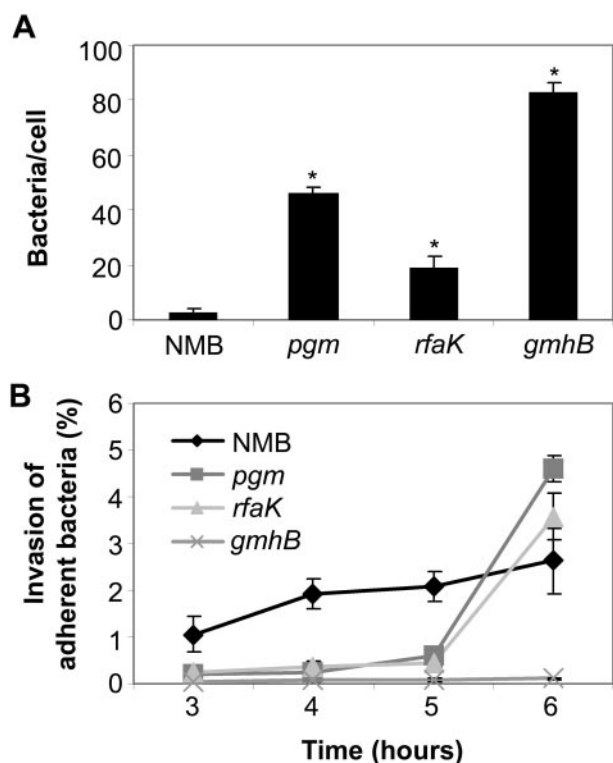 A
Bacteria/cell
100
80
60
40
20
0
*
*
*
NMB
pgm
rfaK
gmhB
B
Invasion of
adherent bacteria (%)
6
5
4
3
2
1
0
NMB
pgm
rfaK
gmhB
3
4
5
6
Time (hours)